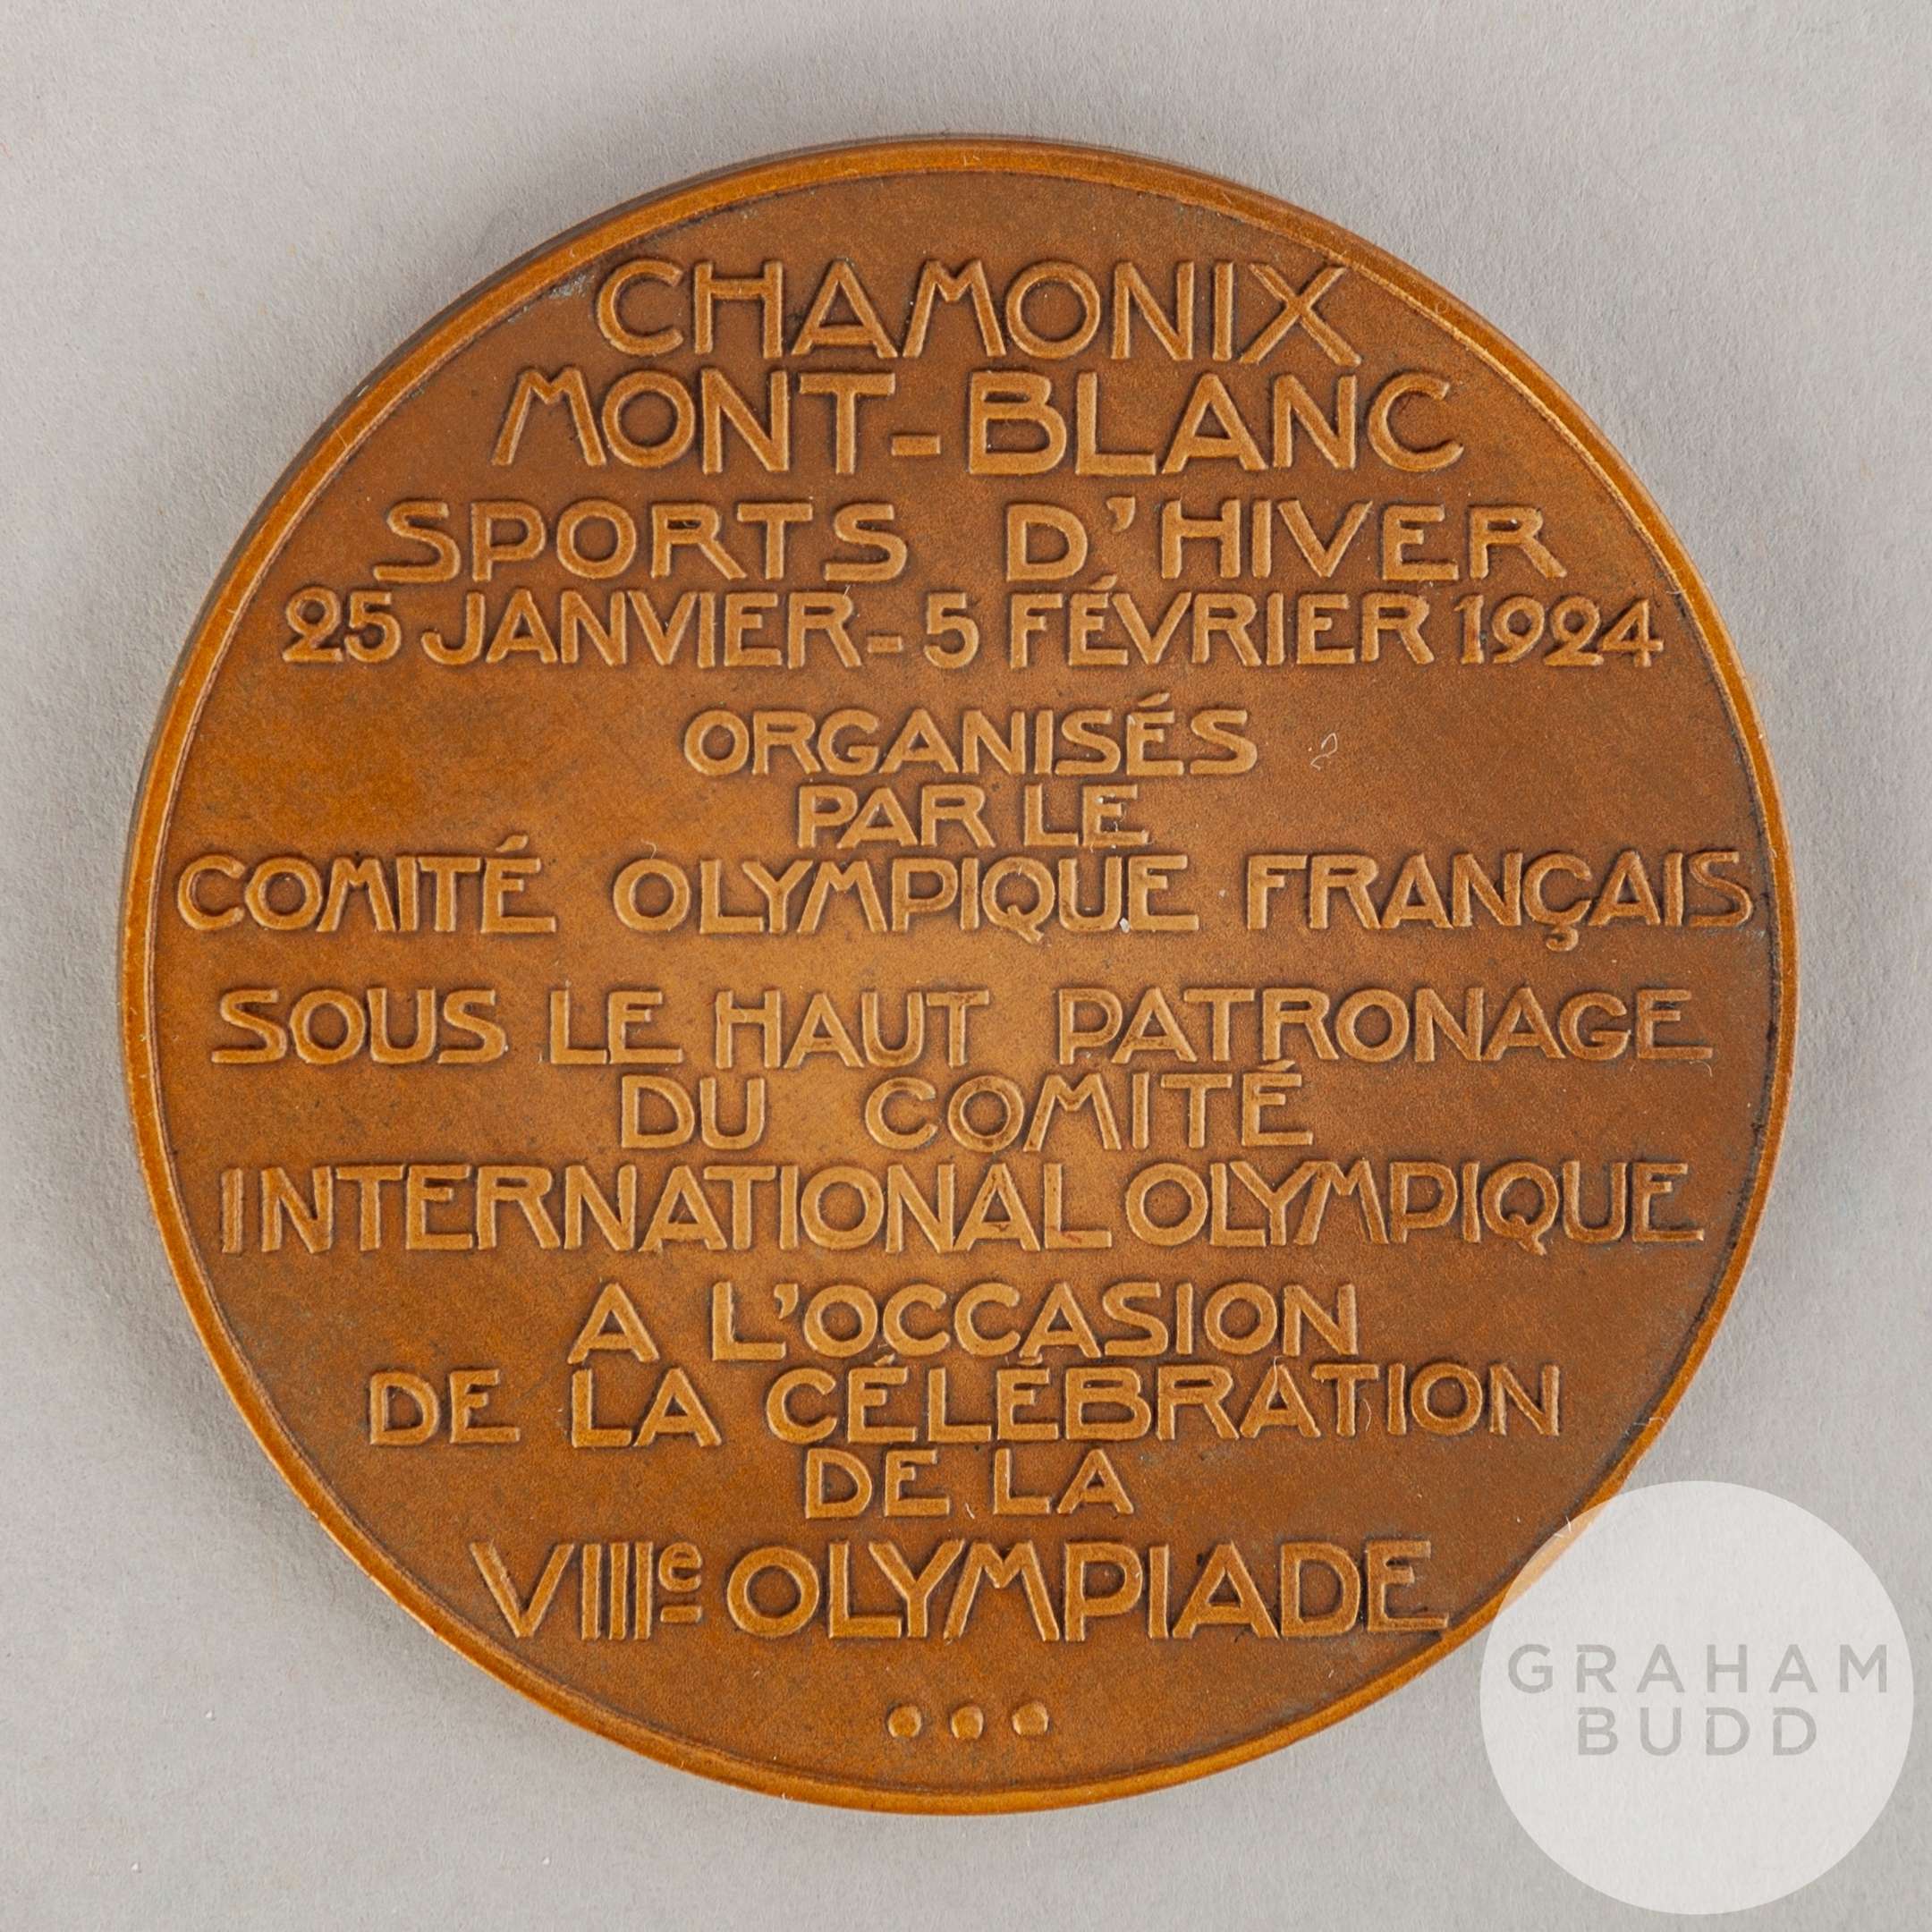 CHAMONIX
MONT-BLANC
SPORTS D'HIVER
25 JANVIER - 5 FÉVRIER 1924
ORGANISÉS
PAR LE
COMITÉ OLYMPIQUE FRANÇAIS
SOUS LE HAUT PATRONAGE
DU COMITÉ
INTERNATIONAL OLYMPIQUE
A L'OCCASION
DE LA CÉLÉBRATION
DE LA
VIIIe OLYMPIADE
GRAHAM
BUDD